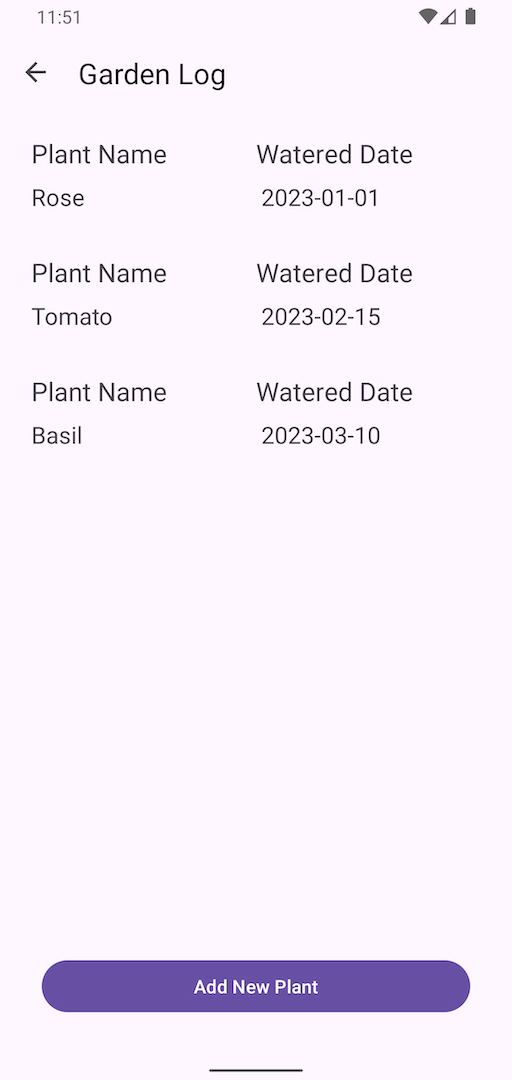 11:51
Garden Log
Plant Name Watered Date
Rose 2023-01-01
Plant Name Watered Date
Tomato 2023-02-15
Plant Name Watered Date
Basil 2023-03-10
Add New Plant